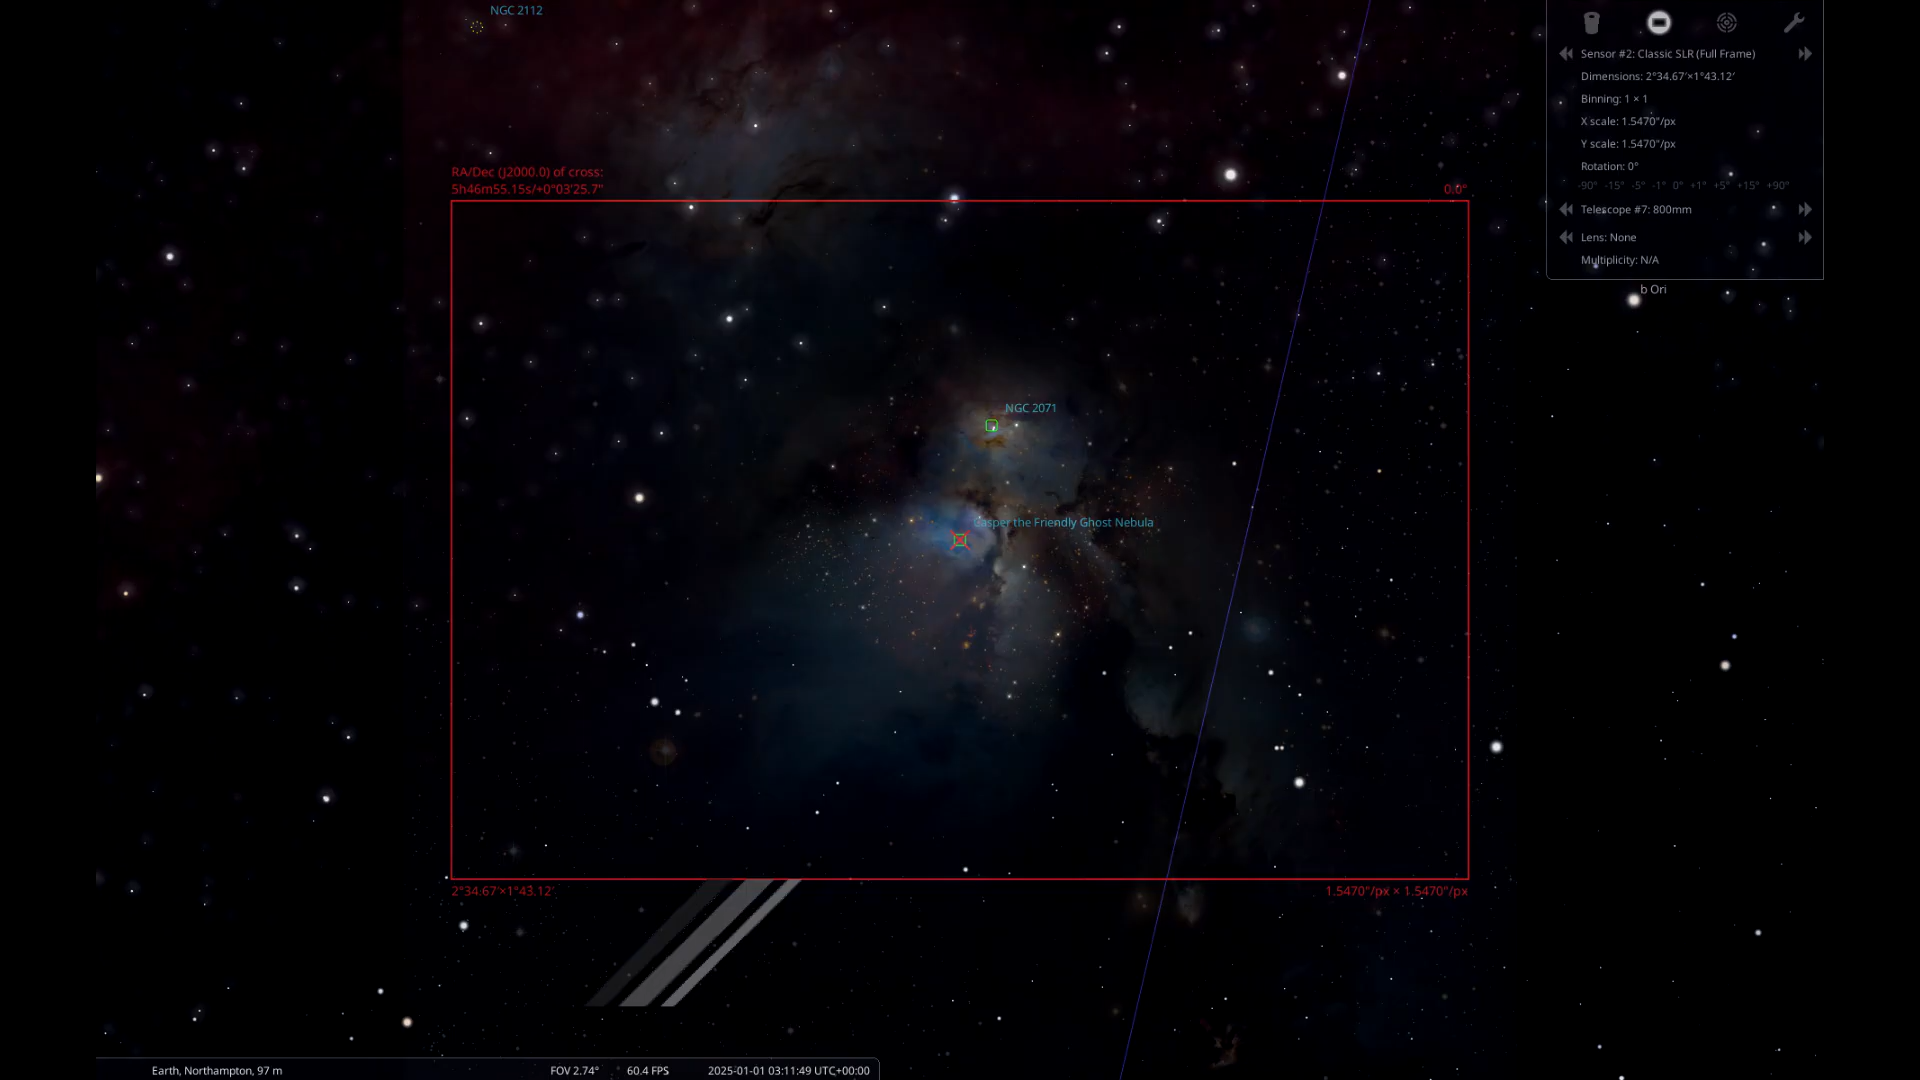 NGC 2112
Sensor #2: Classic SLR (Full Frame)
Dimensions: 2°34.67'×1°43.12'
Binning: 1 × 1
X scale: 1.5470"/px
Y scale: 1.5470"/px
Rotation: 0°
-90° -15° -5° -1° 0° +1° +5° +15° +90°
Telescope #7: 800mm
Lens: None
Multiplicity: N/A
b Ori
RA/Dec (J2000.0) of cross:
5h46m55.15s/+0°03'25.7"
0.0°
NGC 2071
Casper the Friendly Ghost Nebula
2°34.67'×1°43.12'
1.5470"/px × 1.5470"/px
Earth, Northampton, 97 m
FOV 2.74°
60.4 FPS
2025-01-01 03:11:49 UTC+00:00